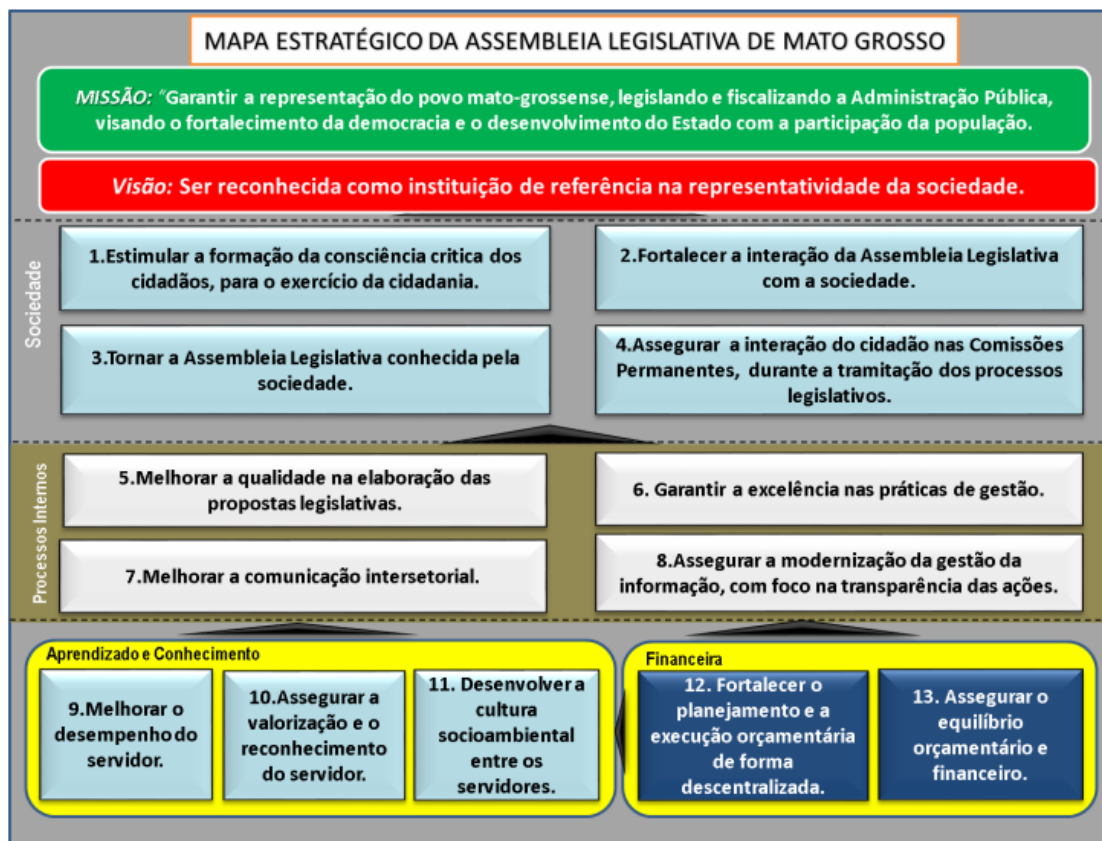 MAPA ESTRATÉGICO DA ASSEMBLEIA LEGISLATIVA DE MATO GROSSO
MISSÃO: "Garantir a representação do povo mato-grossense, legislando e fiscalizando a Administração Pública,
visando o fortalecimento da democracia e o desenvolvimento do Estado com a participação da população.
Visão: Ser reconhecida como instituição de referência na representatividade da sociedade.
Sociedade
1.Estimular a formação da consciência critica dos
cidadãos, para o exercício da cidadania.
2.Fortalecer a interação da Assembleia Legislativa
com a sociedade.
3.Tornar a Assembleia Legislativa conhecida pela
sociedade.
4.Assegurar a interação do cidadão nas Comissões
Permanentes, durante a tramitação dos processos
legislativos.
Processos Internos
5.Melhorar a qualidade na elaboração das
propostas legislativas.
6. Garantir a excelência nas práticas de gestão.
7.Melhorar a comunicação intersetorial.
8.Assegurar a modernização da gestão da
informação, com foco na transparência das ações.
Aprendizado e Conhecimento
9.Melhorar o
desempenho do
servidor.
10.Assegurar a
valorização e o
reconhecimento
do servidor.
11. Desenvolver a
cultura
socioambiental
entre os
servidores.
Financeira
12. Fortalecer o
planejamento e a
execução orçamentária
de forma
descentralizada.
13. Assegurar o
equilíbrio
orçamentário e
financeiro.